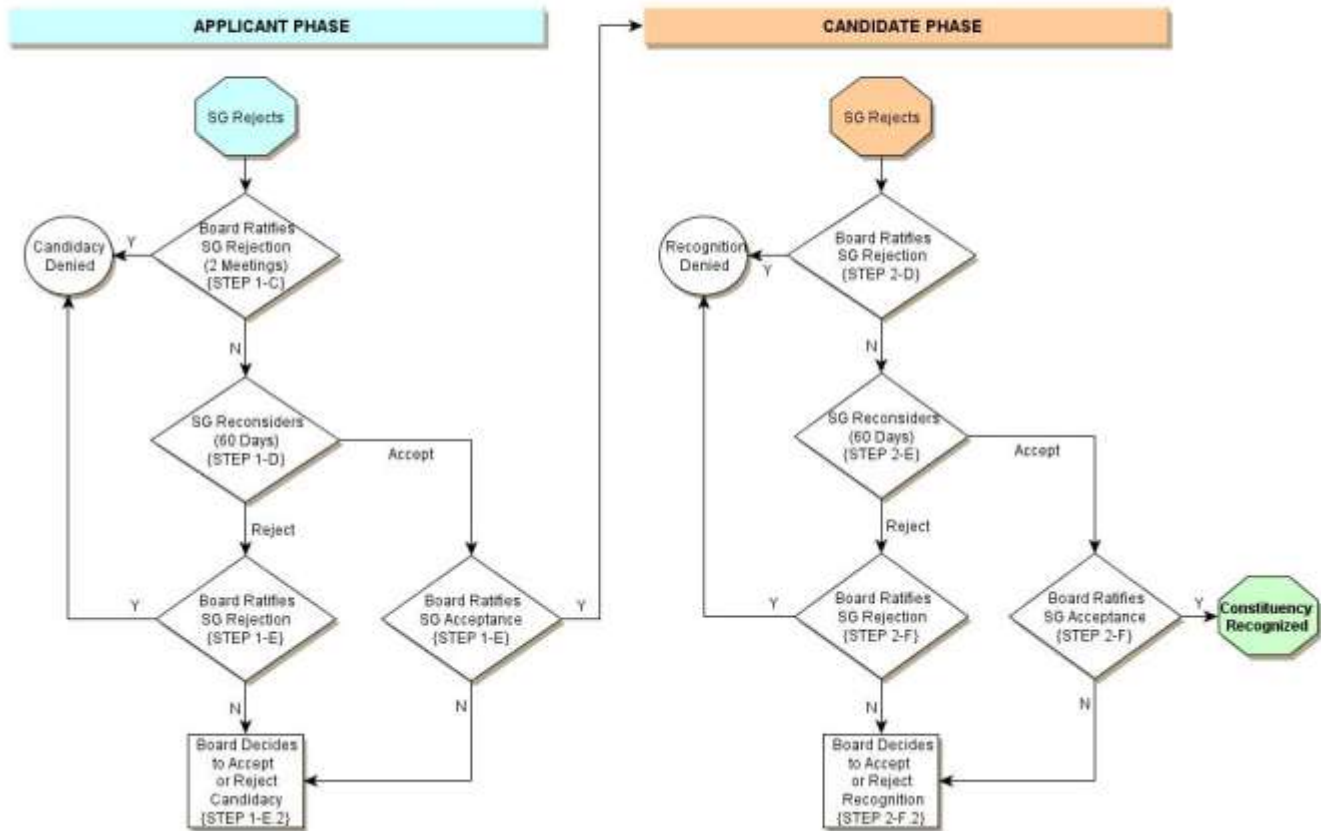 APPLICANT PHASE
SG Rejects
Board Ratifies
SG Rejection
(2 Meetings)
{STEP 1-C}
Y
Candidacy
Denied
N
SG Reconsiders
(60 Days)
{STEP 1-D}
Accept
Reject
Board Ratifies
SG Rejection
{STEP 1-E}
Y
Board Ratifies
SG Acceptance
{STEP 1-E}
Y
N
N
Board Decides
to Accept
or Reject
Candidacy
{STEP 1-E.2}
CANDIDATE PHASE
SG Rejects
Board Ratifies
SG Rejection
{STEP 2-D}
Y
Recognition
Denied
N
SG Reconsiders
(60 Days)
{STEP 2-E}
Accept
Reject
Board Ratifies
SG Rejection
{STEP 2-F}
Y
Board Ratifies
SG Acceptance
{STEP 2-F}
Y
Constituency
Recognized
N
N
Board Decides
to Accept
or Reject
Recognition
{STEP 2-F.2}